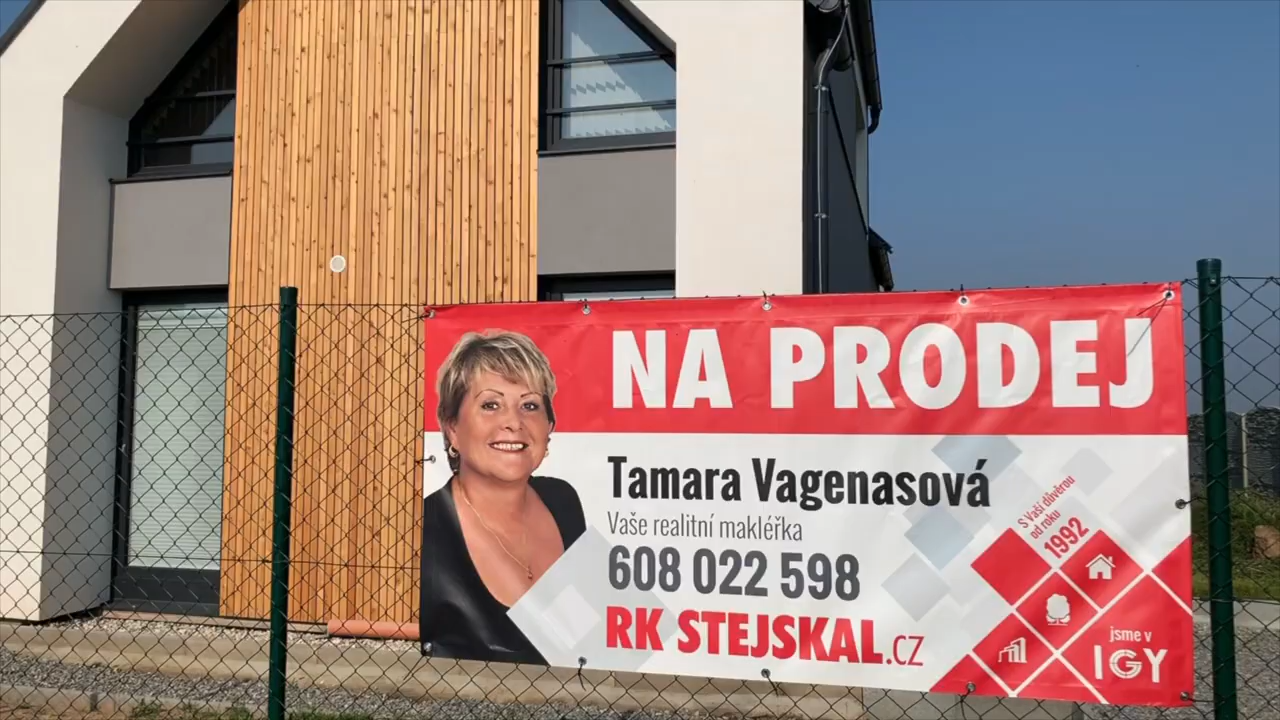 NA PRODEJ
Tamara Vagenasová
Vaše realitní makléřka
608 022 598
RK STEJSKAL.CZ
S Vaší důvěrou
od roku
1992
jsme v
IGY